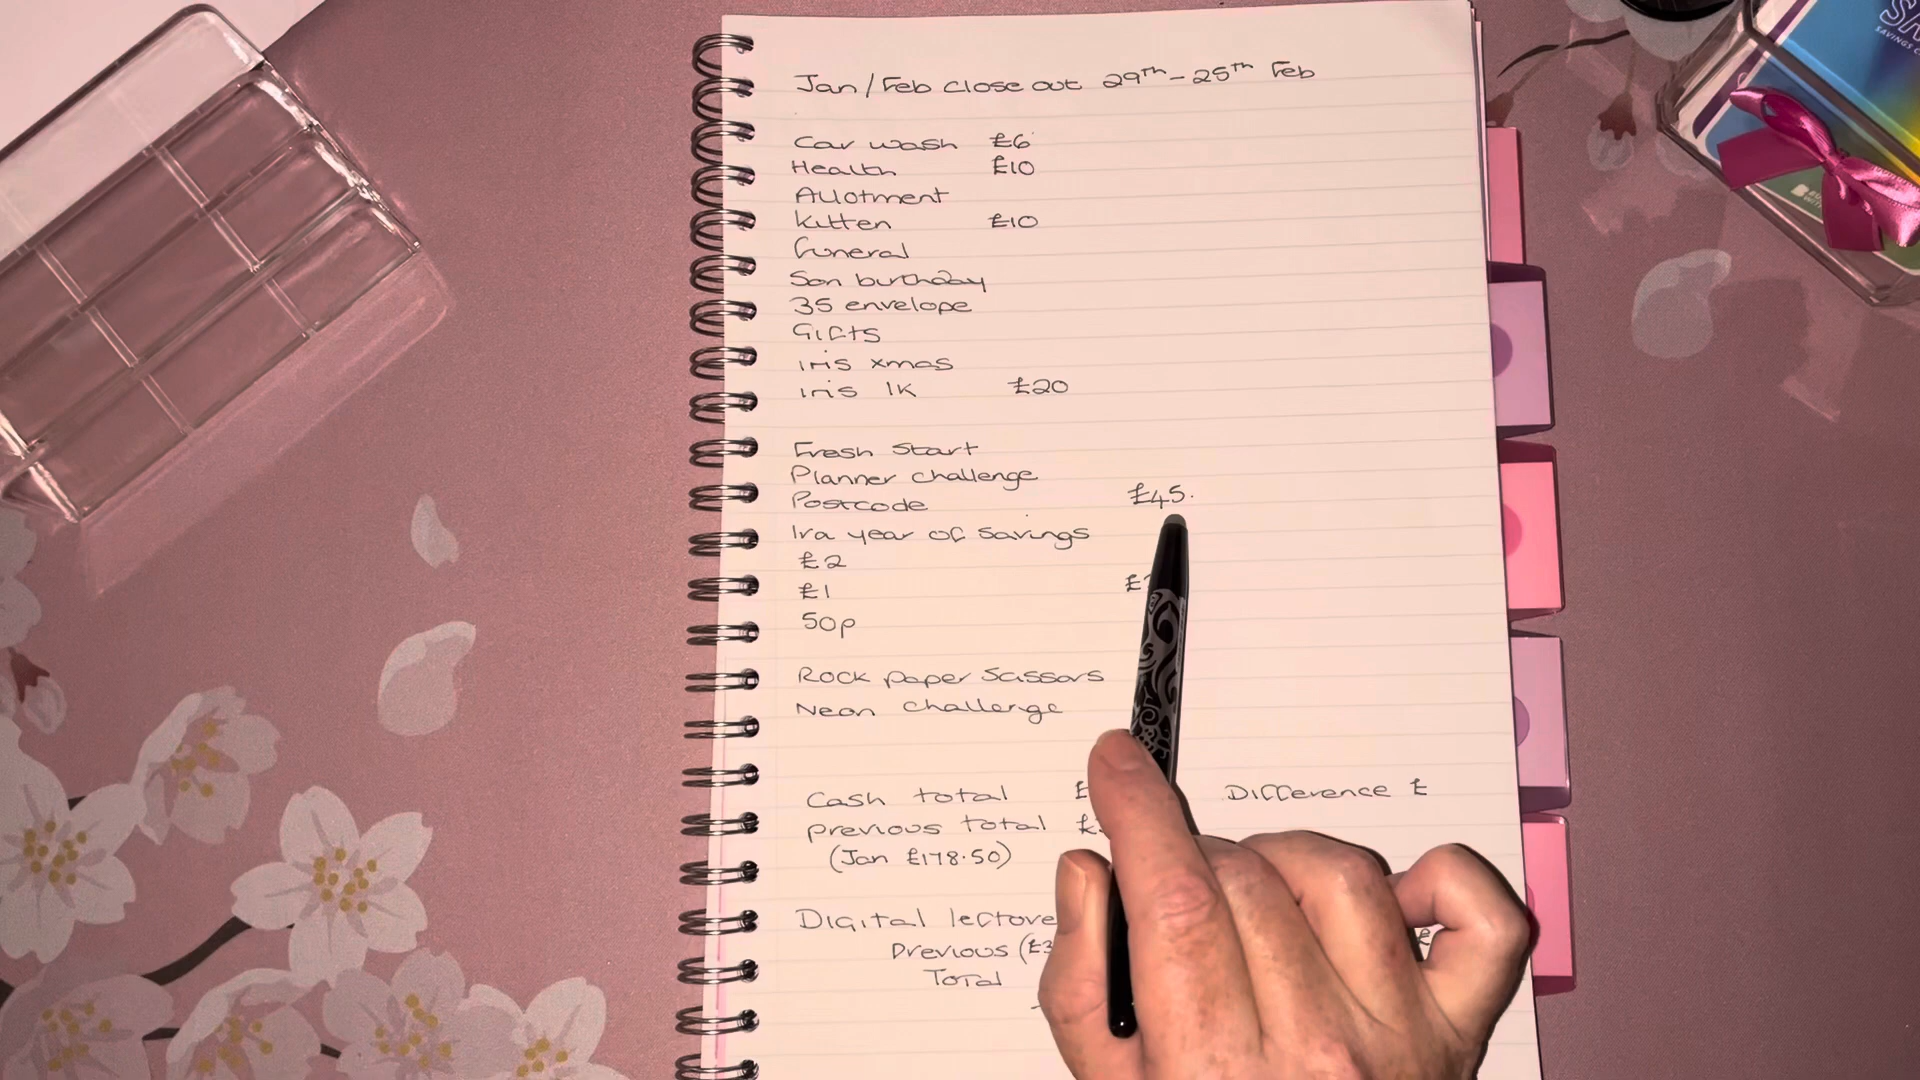 Jan/Feb close out 29th - 25th Feb
Car wash £6
Health £10
Allotment
Kitten £10
Funeral
Son birthday
35 envelope
Gifts
Iris xmas
Iris 1K £20
Fresh Start
Planner challenge
Postcode £45.
Ira year of savings
£2
£1 £
50p
Rock paper Scissors
Neon challenge
Cash total £ Difference £
previous total £
(Jan £178.50)
Digital leftove
Previous (£3 £
Total